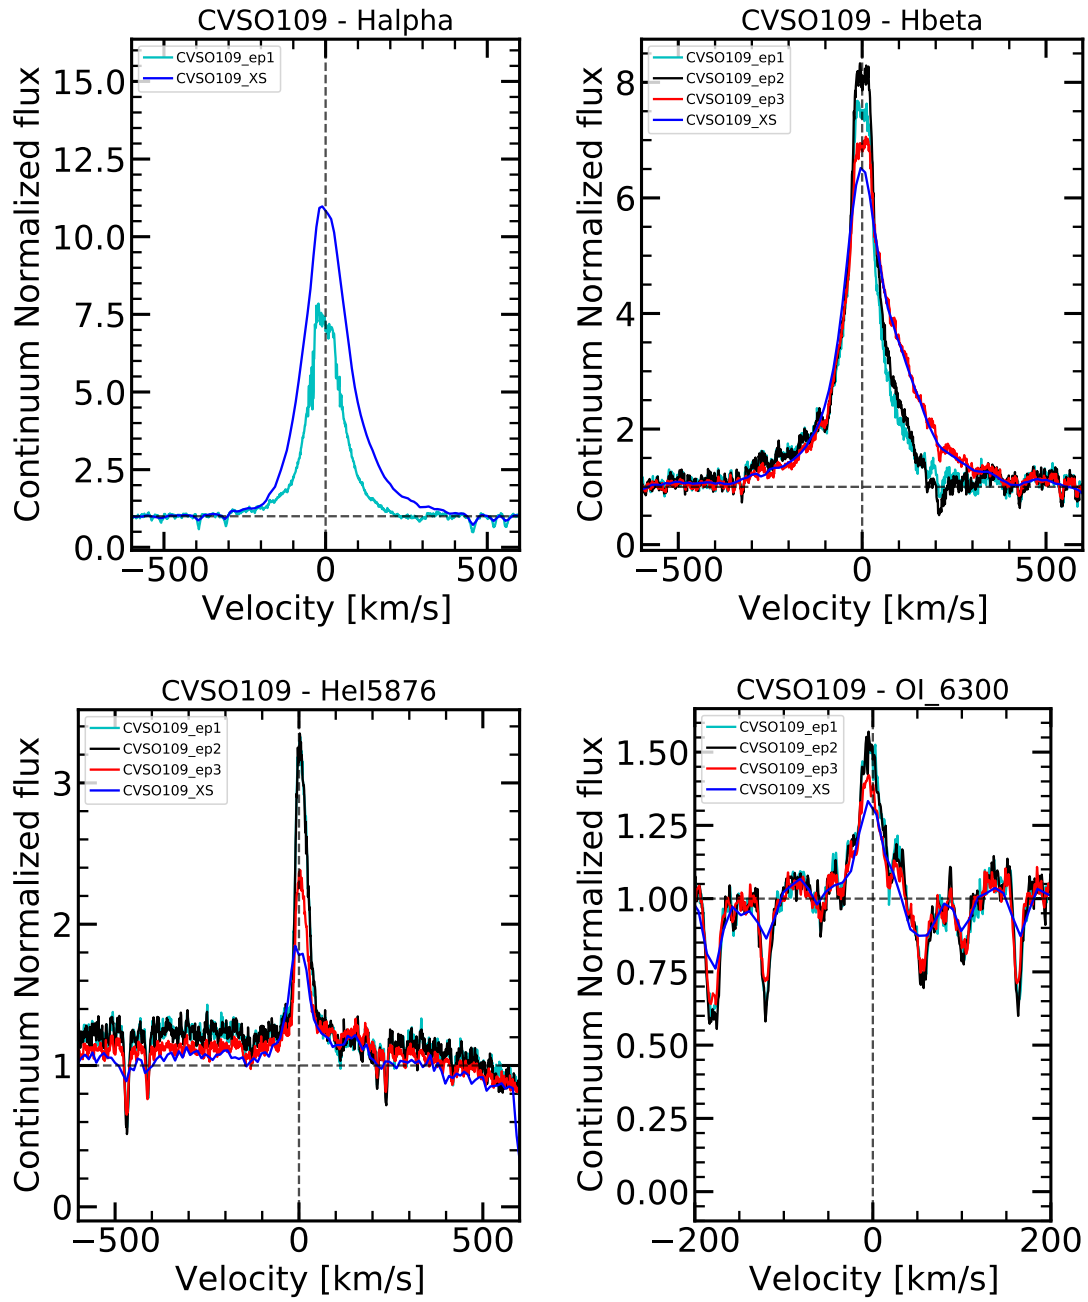 CVSO109 - Halpha
Continuum Normalized flux
15.0
12.5
10.0
7.5
5.0
2.5
0.0
CVSO109_ep1
CVSO109_XS
−500
0
500
Velocity [km/s]
CVSO109 - Hbeta
Continuum Normalized flux
8
6
4
2
0
CVSO109_ep1
CVSO109_ep2
CVSO109_ep3
CVSO109_XS
−500
0
500
Velocity [km/s]
CVSO109 - HeI5876
Continuum Normalized flux
3
2
1
0
CVSO109_ep1
CVSO109_ep2
CVSO109_ep3
CVSO109_XS
−500
0
500
Velocity [km/s]
CVSO109 - OI_6300
Continuum Normalized flux
1.50
1.25
1.00
0.75
0.50
0.25
0.00
CVSO109_ep1
CVSO109_ep2
CVSO109_ep3
CVSO109_XS
−200
0
200
Velocity [km/s]